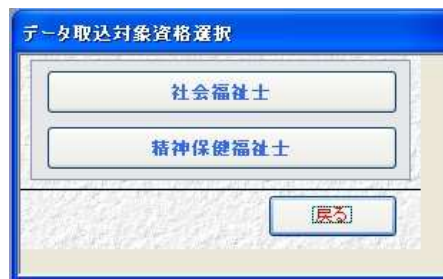 データ取込対象資格選択
社会福祉士
精神保健福祉士
戻る